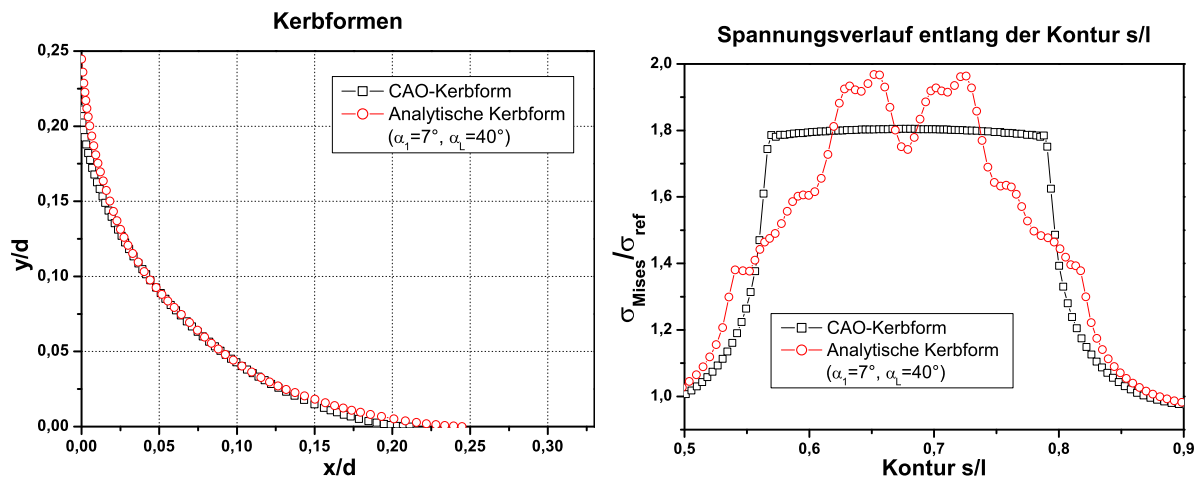 Kerbformen
0,25
0,20
0,15
0,10
0,05
0,00
y/d
CAO-Kerbform
Analytische Kerbform
(α₁=7°, αL=40°)
0,00 0,05 0,10 0,15 0,20 0,25 0,30
x/d
Spannungsverlauf entlang der Kontur s/l
2,0
1,8
1,6
1,4
1,2
1,0
σMises/σref
CAO-Kerbform
Analytische Kerbform
(α₁=7°, αL=40°)
0,5 0,6 0,7 0,8 0,9
Kontur s/l